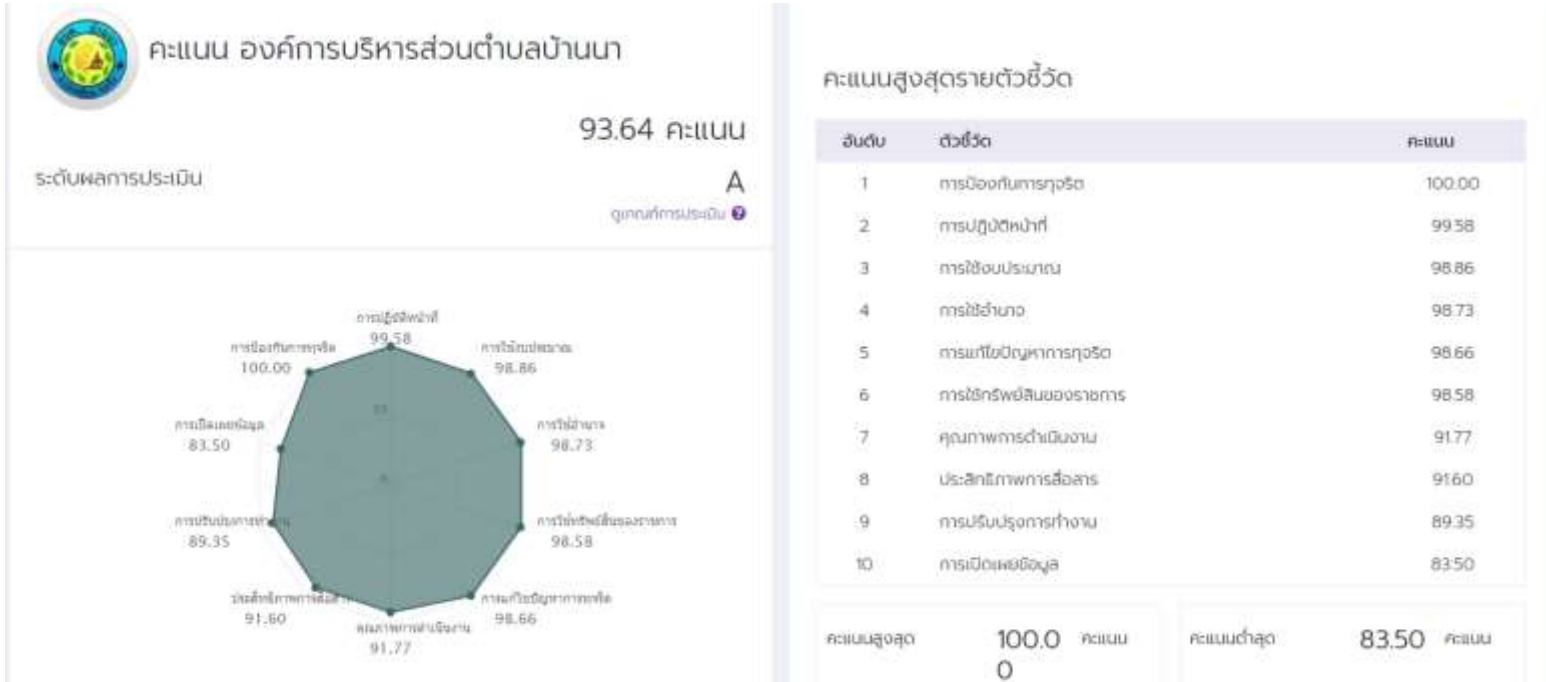 คะแนน องค์การบริหารส่วนตำบลบ้านนา
93.64 คะแนน
ระดับผลการประเมิน
A
ดูเกณฑ์การประเมิน
การปฏิบัติหน้าที่
99.58
การป้องกันการทุจริต
100.00
การใช้งบประมาณ
98.86
การเปิดเผยข้อมูล
83.50
การใช้อำนาจ
98.73
การปรับปรุงการทำงาน
89.35
การใช้ทรัพย์สินของราชการ
98.58
ประสิทธิภาพการสื่อสาร
91.60
การแก้ไขปัญหาการทุจริต
98.66
คุณภาพการดำเนินงาน
91.77
คะแนนสูงสุดรายตัวชี้วัด
อันดับ ตัวชี้วัด คะแนน
1 การป้องกันการทุจริต 100.00
2 การปฏิบัติหน้าที่ 99.58
3 การใช้งบประมาณ 98.86
4 การใช้อำนาจ 98.73
5 การแก้ไขปัญหาการทุจริต 98.66
6 การใช้ทรัพย์สินของราชการ 98.58
7 คุณภาพการดำเนินงาน 91.77
8 ประสิทธิภาพการสื่อสาร 91.60
9 การปรับปรุงการทำงาน 89.35
10 การเปิดเผยข้อมูล 83.50
คะแนนสูงสุด 100.0 คะแนน
0
คะแนนต่ำสุด 83.50 คะแนน